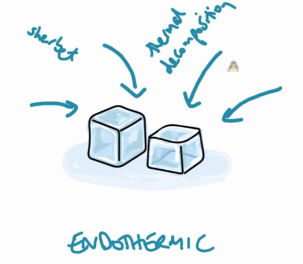 sherbet
thermal
decomposition
ENDOTHERMIC